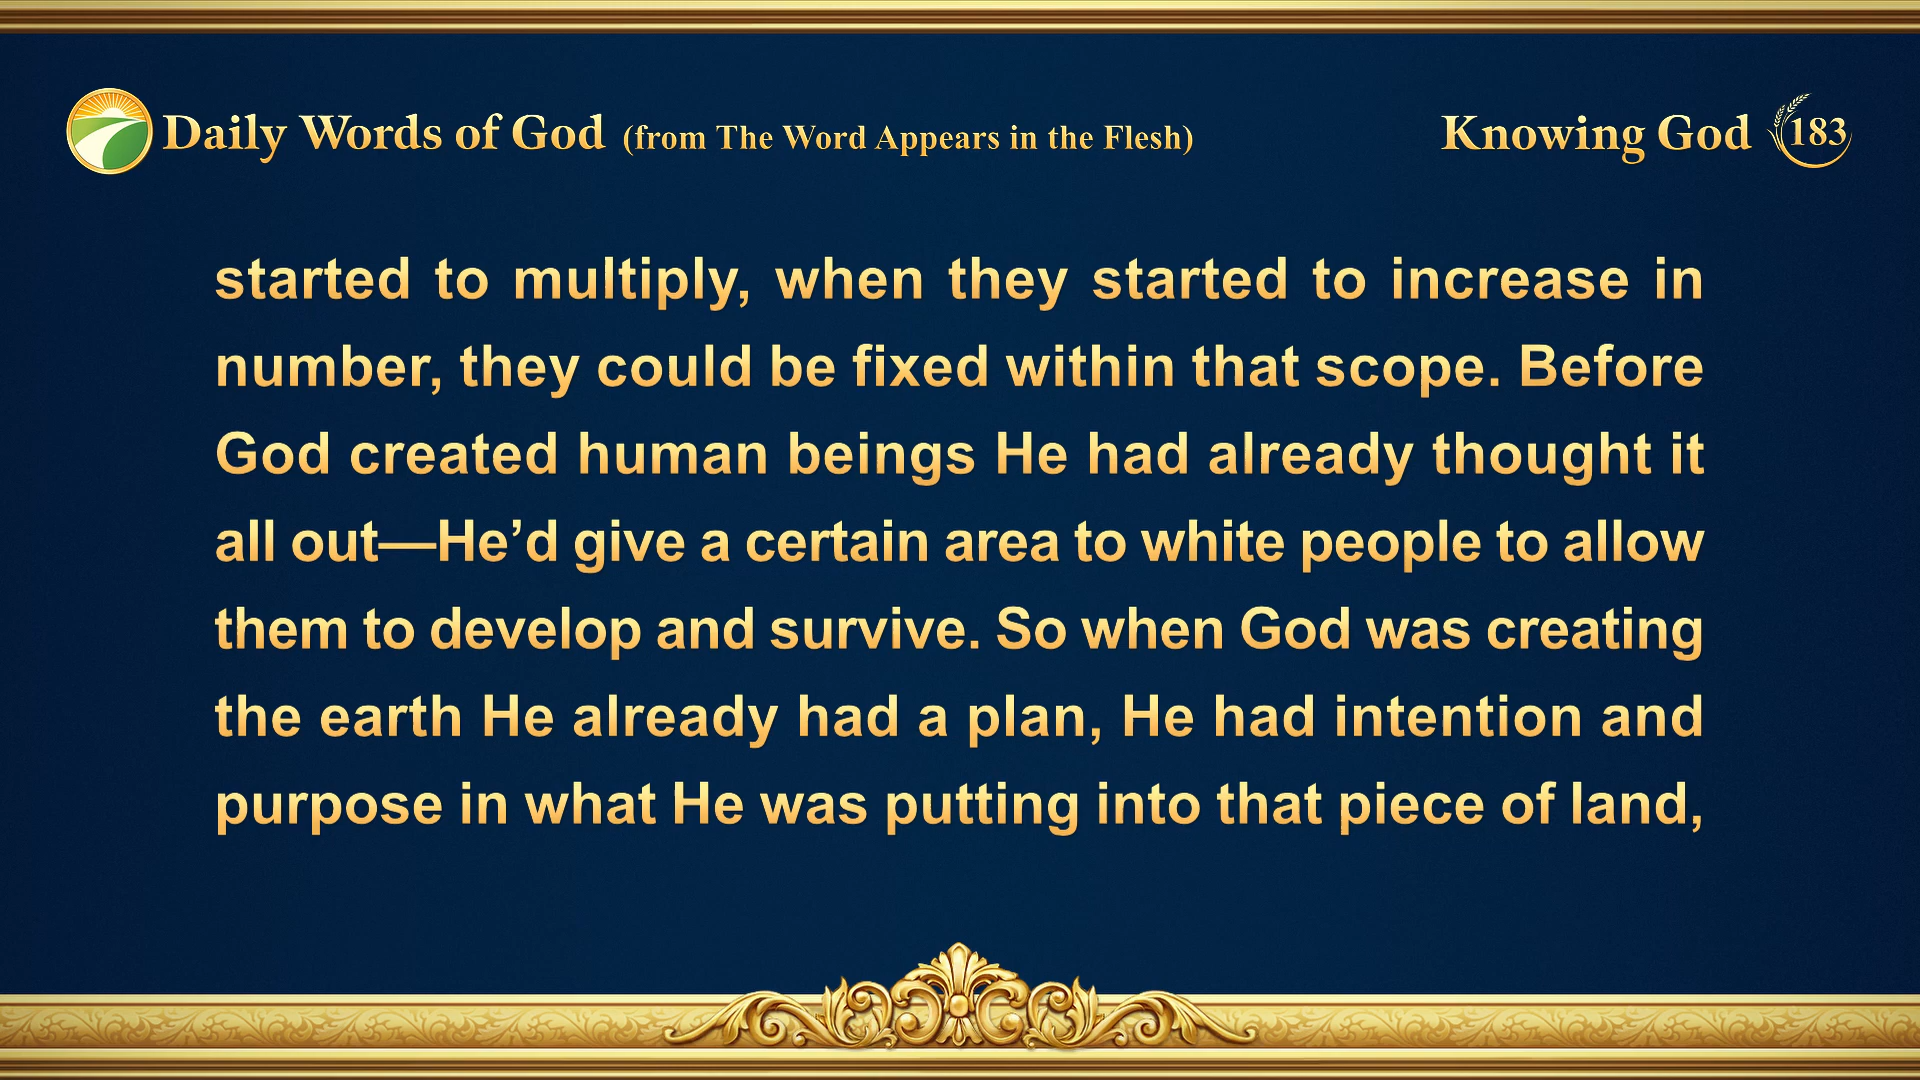 Daily Words of God (from The Word Appears in the Flesh)
Knowing God 183
started to multiply, when they started to increase in
number, they could be fixed within that scope. Before
God created human beings He had already thought it
all out—He’d give a certain area to white people to allow
them to develop and survive. So when God was creating
the earth He already had a plan, He had intention and
purpose in what He was putting into that piece of land,